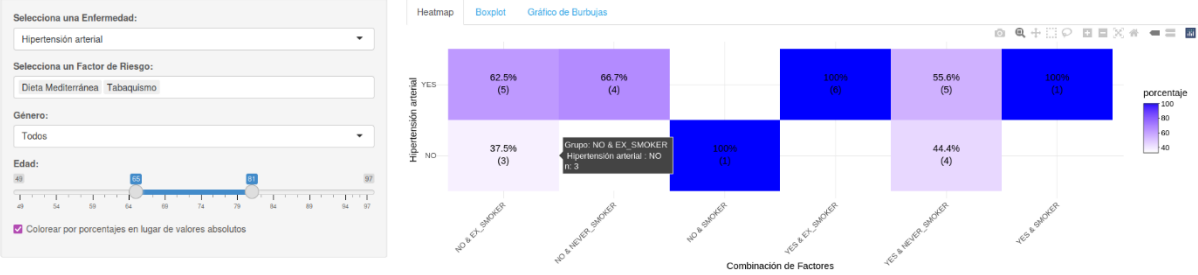 Selecciona una Enfermedad:
Hipertensión arterial
Selecciona un Factor de Riesgo:
Dieta Mediterránea Tabaquismo
Género:
Todos
Edad:
49 65 81 97
49 54 59 64 69 74 79 84 89 94 97
Colorear por porcentajes en lugar de valores absolutos
Heatmap Boxplot Gráfico de Burbujas
Hipertensión arterial
YES
62.5% 66.7% 100% 55.6% 100%
(5) (4) (5) (1)
NO
37.5% 100% 44.4%
(3) (1) (4)
Grupo: NO & EX_SMOKER
Hipertensión arterial : NO
n: 3
NO & EX_SMOKER
NO & NEVER_SMOKER
NO & SMOKER
YES & EX_SMOKER
YES & NEVER_SMOKER
YES & SMOKER
Combinación de Factores
porcentaje
100
80
60
40